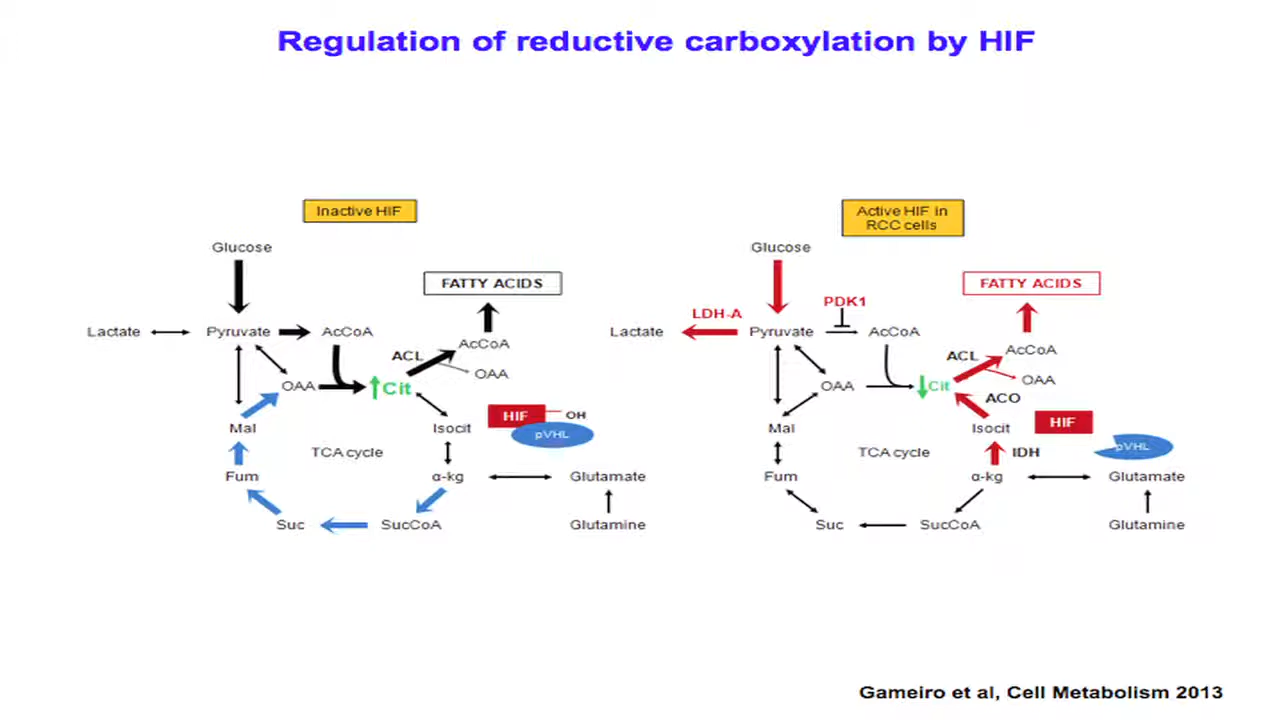 Regulation of reductive carboxylation by HIF
Inactive HIF
Glucose
FATTY ACIDS
Lactate
Pyruvate
AcCoA
AcCoA
ACL
OAA
OAA
Cit
HIF
OH
pVHL
Mal
Isocit
TCA cycle
Fum
α-kg
Glutamate
Suc
SucCoA
Glutamine
Active HIF in
RCC cells
Glucose
FATTY ACIDS
PDK1
LDH-A
Lactate
Pyruvate
AcCoA
AcCoA
ACL
OAA
OAA
Cit
ACO
HIF
Mal
Isocit
pVHL
TCA cycle
IDH
Fum
α-kg
Glutamate
Suc
SucCoA
Glutamine
Gameiro et al, Cell Metabolism 2013